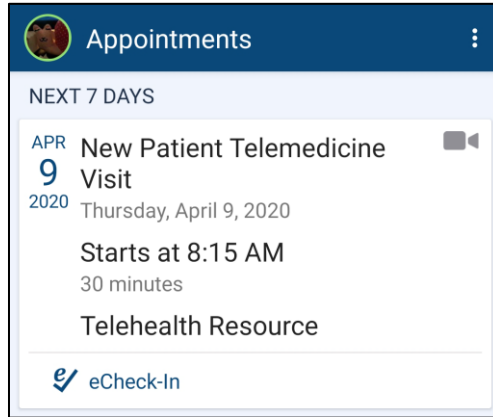 Appointments
NEXT 7 DAYS
APR
9
2020
New Patient Telemedicine
Visit
Thursday, April 9, 2020
Starts at 8:15 AM
30 minutes
Telehealth Resource
eCheck-In